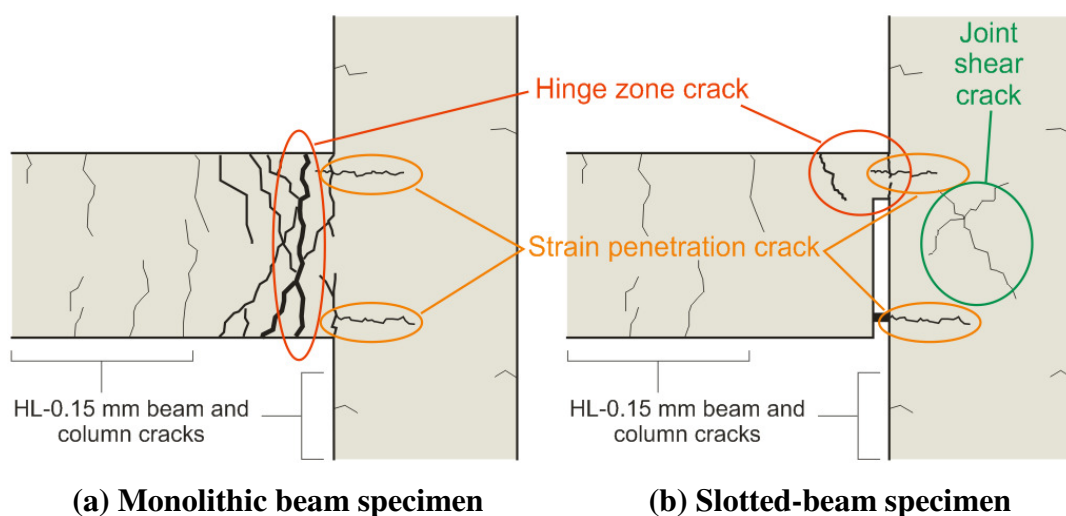 Joint
shear
crack
Hinge zone crack
Strain penetration crack
HL-0.15 mm beam and
column cracks
HL-0.15 mm beam and
column cracks
(a) Monolithic beam specimen
(b) Slotted-beam specimen